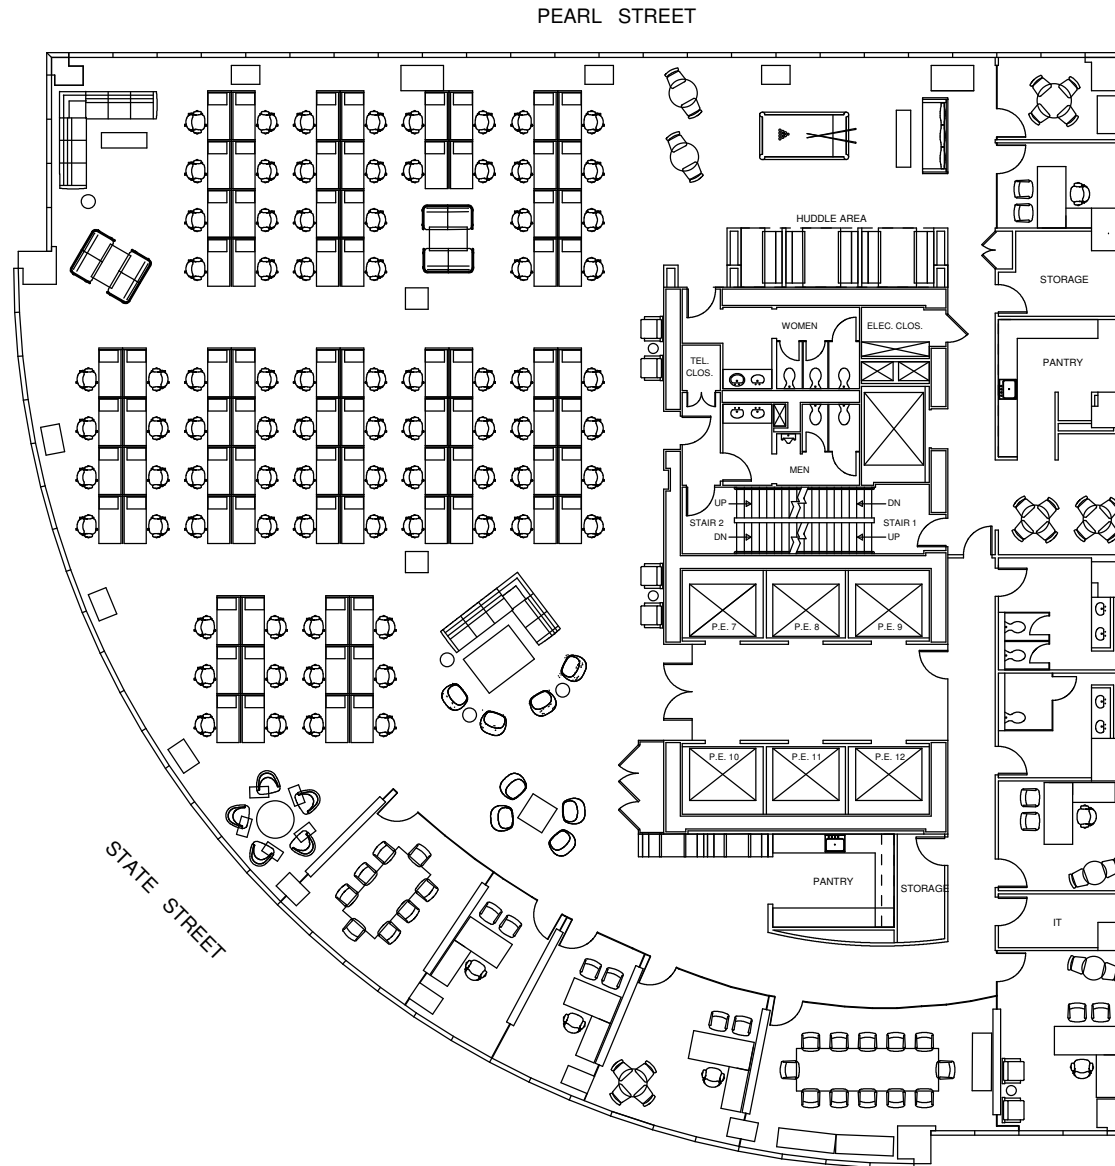 PEARL STREET
HUDDLE AREA
STORAGE
WOMEN
ELEC. CLOS.
TEL.
CLOS.
PANTRY
MEN
UP
DN
STAIR 2
STAIR 1
DN
UP
P.E. 7
P.E. 8
P.E. 9
P.E. 10
P.E. 11
P.E. 12
STATE STREET
PANTRY
STORAGE
IT